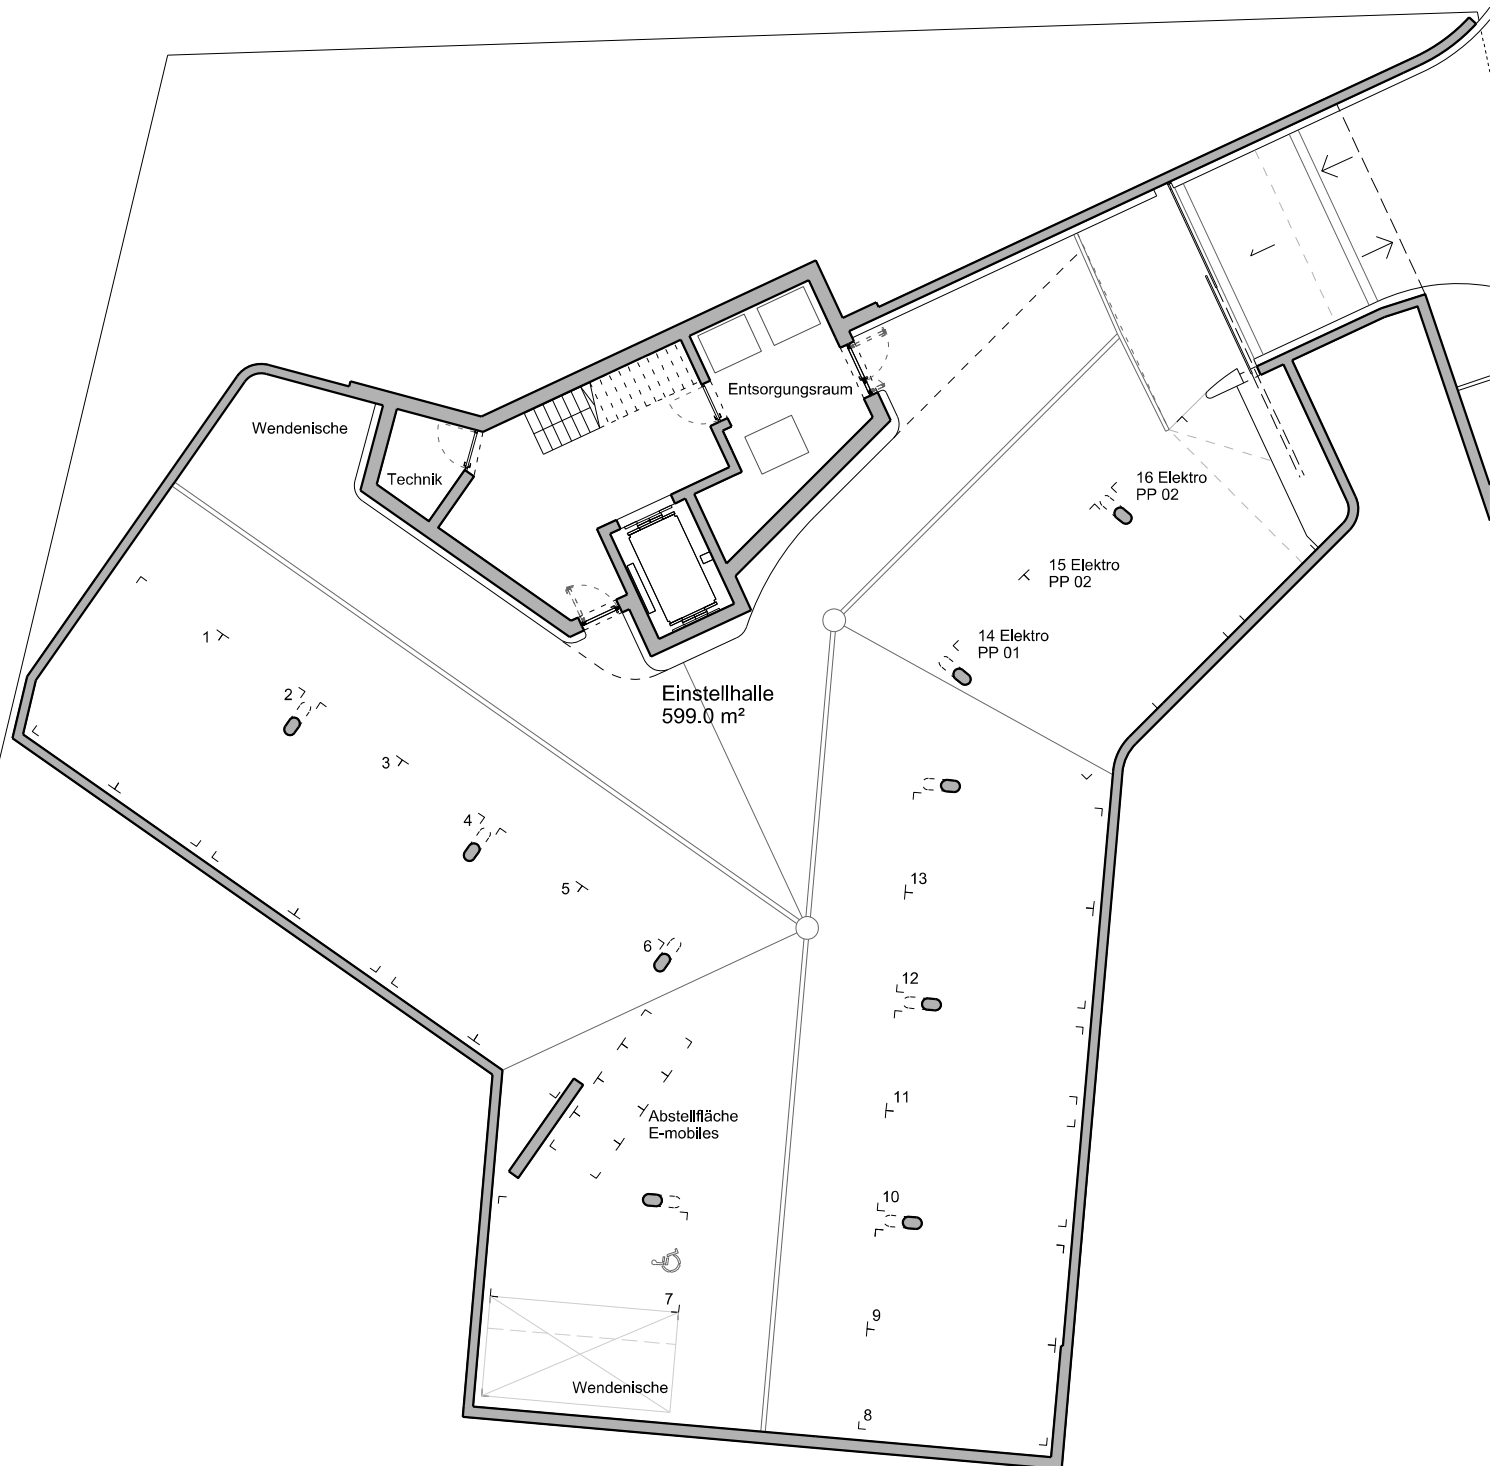 Entsorgungsraum
Wendenische
Technik
16 Elektro
PP 02
15 Elektro
PP 02
14 Elektro
PP 01
1
2
Einstellhalle
599.0 m²
3
4
5
6
13
12
11
Abstellfläche
E-mobiles
10
7
9
Wendenische
8